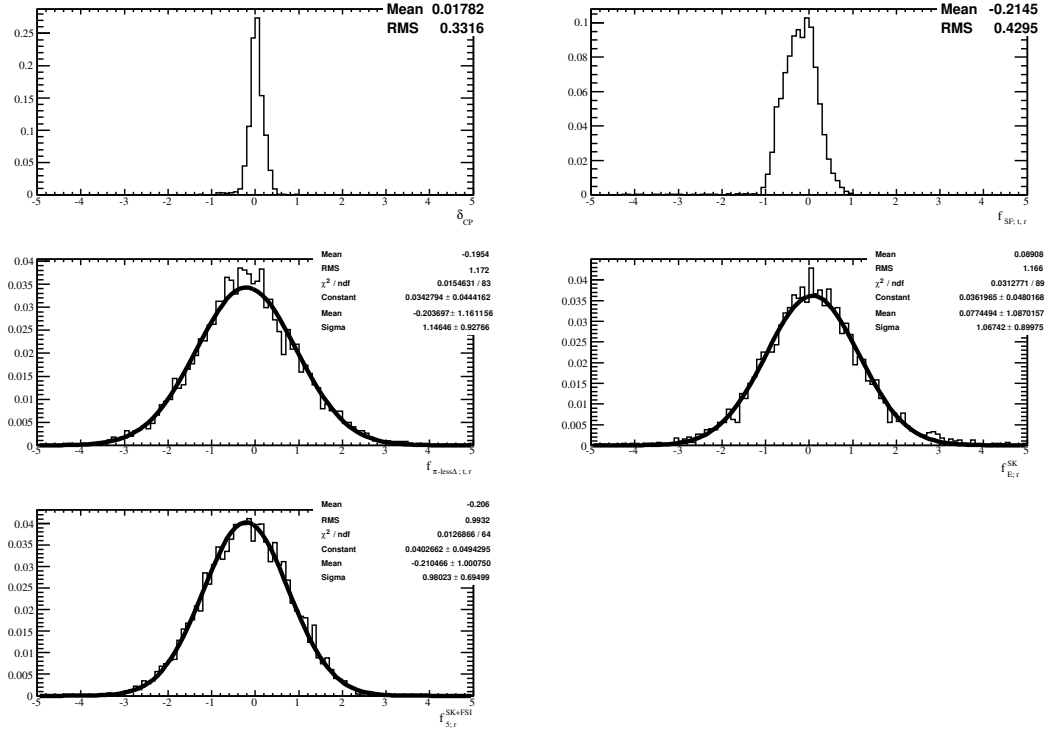 Mean 0.01782
RMS 0.3316
0.25
0.2
0.15
0.1
0.05
0
-5 -4 -3 -2 -1 0 1 2 3 4 5
δCP
Mean -0.2145
RMS 0.4295
0.1
0.08
0.06
0.04
0.02
0
-5 -4 -3 -2 -1 0 1 2 3 4 5
f SF; t, r
Mean -0.1954
RMS 1.172
χ² / ndf 0.0154631 / 83
Constant 0.0342794 ± 0.0444162
Mean -0.203697 ± 1.161156
Sigma 1.14646 ± 0.92766
0.04
0.035
0.03
0.025
0.02
0.015
0.01
0.005
0
-5 -4 -3 -2 -1 0 1 2 3 4 5
f π-lessΔ; t, r
Mean 0.08908
RMS 1.166
χ² / ndf 0.0312771 / 89
Constant 0.0361965 ± 0.0480168
Mean 0.0774494 ± 1.0870157
Sigma 1.06742 ± 0.89975
0.04
0.035
0.03
0.025
0.02
0.015
0.01
0.005
0
-5 -4 -3 -2 -1 0 1 2 3 4 5
f SK E; r
Mean -0.206
RMS 0.9932
χ² / ndf 0.0126866 / 64
Constant 0.0402662 ± 0.0494295
Mean -0.210466 ± 1.000750
Sigma 0.98023 ± 0.69499
0.04
0.035
0.03
0.025
0.02
0.015
0.01
0.005
0
-5 -4 -3 -2 -1 0 1 2 3 4 5
f SK+FSI 5; r